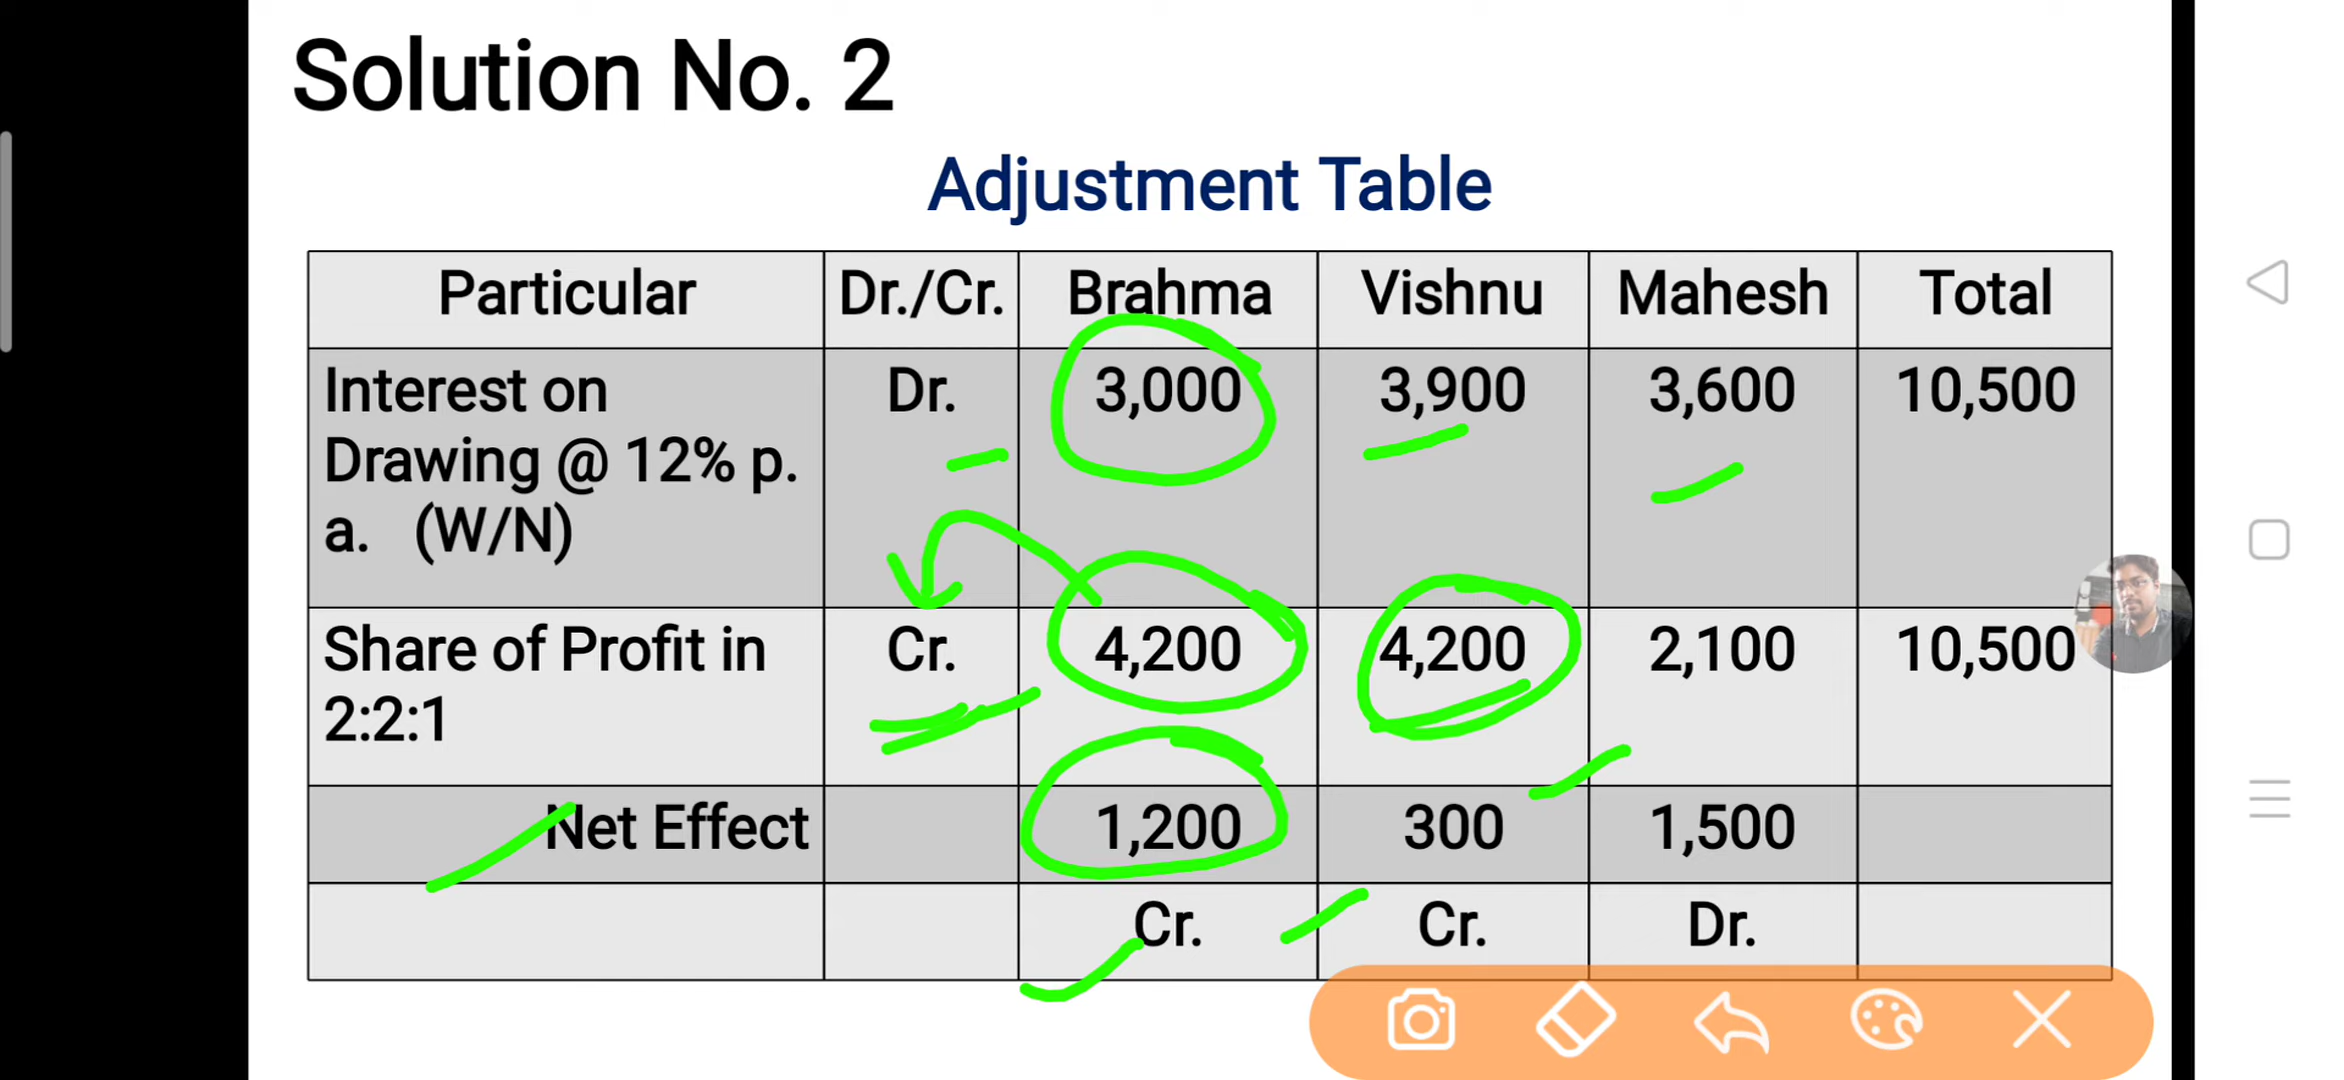 Solution No. 2
Adjustment Table
Particular Dr./Cr. Brahma Vishnu Mahesh Total
Interest on Dr. 3,000 3,900 3,600 10,500
Drawing @ 12% p.
a. (W/N)
Share of Profit in Cr. 4,200 4,200 2,100 10,500
2:2:1
Net Effect 1,200 300 1,500
Cr. Cr. Dr.